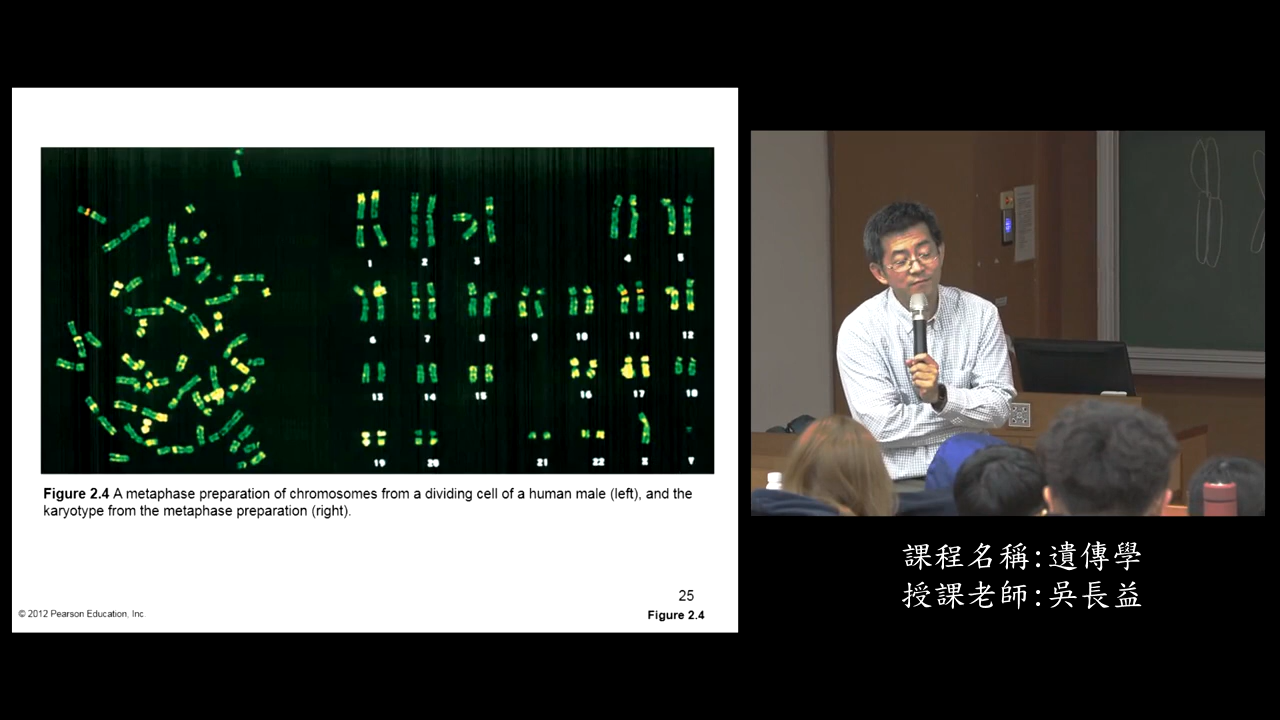 1 2 3 4 5
6 7 8 9 10 11 12
13 14 15 16 17 18
19 20 21 22 X Y
Figure 2.4 A metaphase preparation of chromosomes from a dividing cell of a human male (left), and the
karyotype from the metaphase preparation (right).
25
© 2012 Pearson Education, Inc.
Figure 2.4
課程名稱:遺傳學
授課老師:吳長益